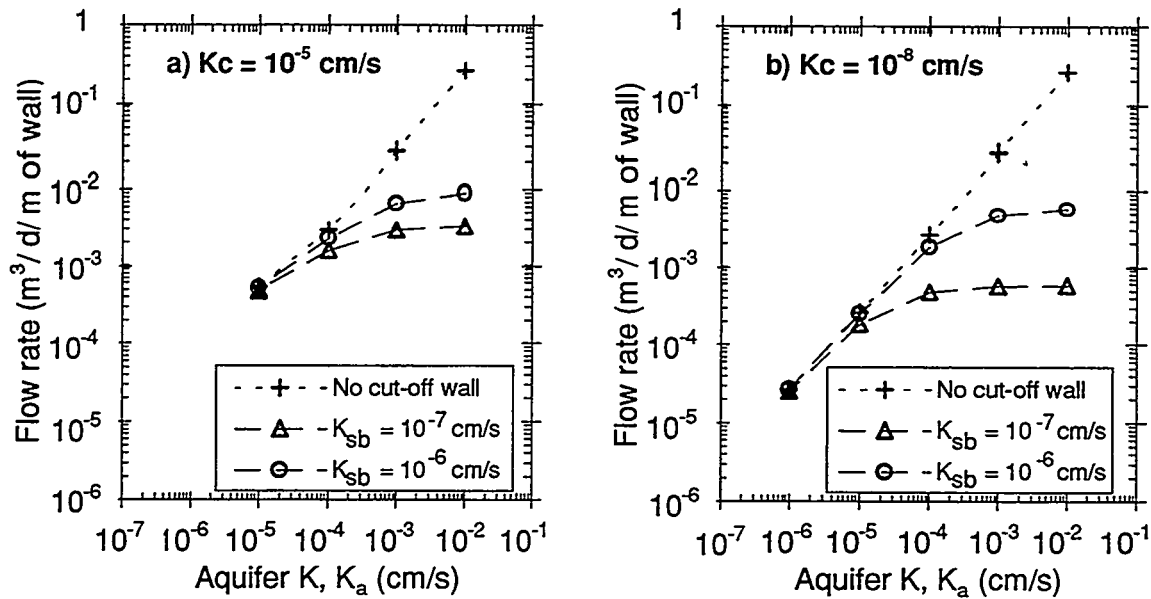 a) Kc = 10⁻⁵ cm/s
Flow rate (m³/ d/ m of wall)
1
10⁻¹
10⁻²
10⁻³
10⁻⁴
10⁻⁵
10⁻⁶
No cut-off wall
K_sb = 10⁻⁷ cm/s
K_sb = 10⁻⁶ cm/s
10⁻⁷ 10⁻⁶ 10⁻⁵ 10⁻⁴ 10⁻³ 10⁻² 10⁻¹
Aquifer K, K_a (cm/s)
b) Kc = 10⁻⁸ cm/s
Flow rate (m³/ d/ m of wall)
1
10⁻¹
10⁻²
10⁻³
10⁻⁴
10⁻⁵
10⁻⁶
No cut-off wall
K_sb = 10⁻⁷ cm/s
K_sb = 10⁻⁶ cm/s
10⁻⁷ 10⁻⁶ 10⁻⁵ 10⁻⁴ 10⁻³ 10⁻² 10⁻¹
Aquifer K, K_a (cm/s)